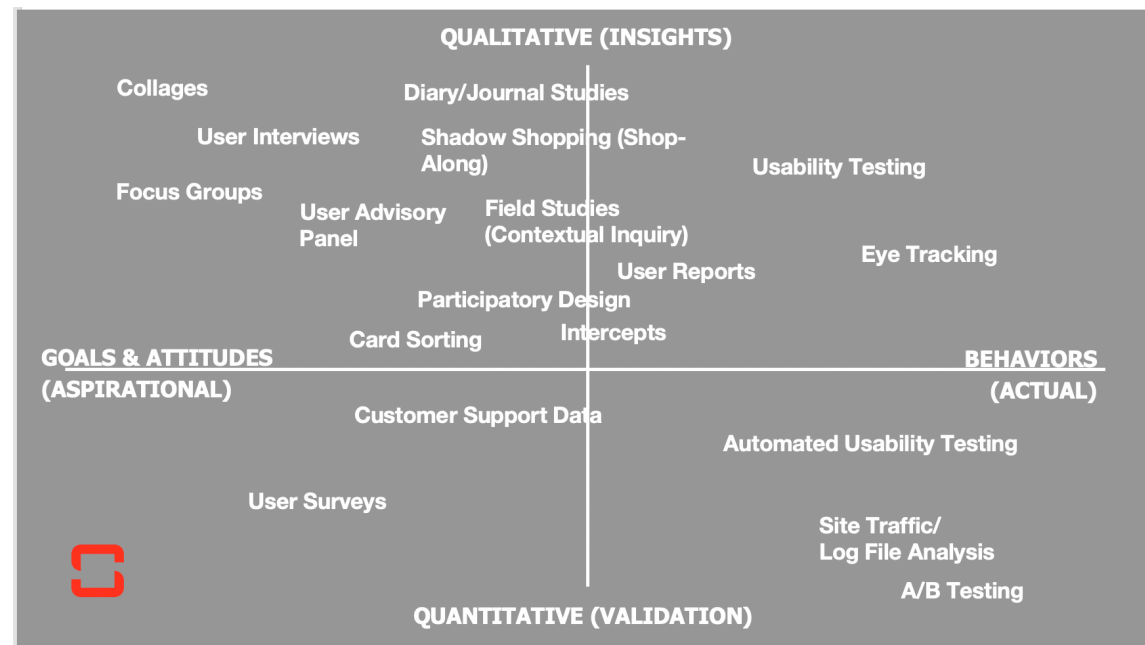 QUALITATIVE (INSIGHTS)
Collages
Diary/Journal Studies
User Interviews
Shadow Shopping (Shop-
Along)
Usability Testing
Focus Groups
User Advisory
Panel
Field Studies
(Contextual Inquiry)
Eye Tracking
User Reports
Participatory Design
Intercepts
Card Sorting
GOALS & ATTITUDES
(ASPIRATIONAL)
BEHAVIORS
(ACTUAL)
Customer Support Data
Automated Usability Testing
User Surveys
Site Traffic/
Log File Analysis
A/B Testing
QUANTITATIVE (VALIDATION)